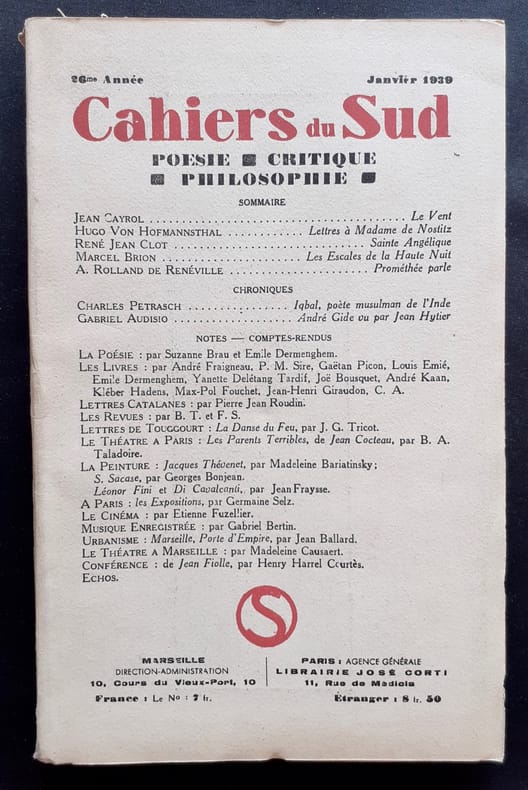 26me Année Janvier 1939
Cahiers du Sud
POESIE CRITIQUE
PHILOSOPHIE
SOMMAIRE
JEAN CAYROL ........................................ Le Vent
HUGO VON HOFMANNSTHAL ............ Lettres à Madame de Nostitz
RENÉ JEAN CLOT .............................. Sainte Angélique
MARCEL BRION ...................... Les Escales de la Haute Nuit
A. ROLLAND DE RENÉVILLE ...................... Prométhée parle
CHRONIQUES
CHARLES PETRASCH ................ Iqbal, poète musulman de l'Inde
GABRIEL AUDISIO .................. André Gide vu par Jean Hytier
NOTES — COMPTES-RENDUS
LA POÉSIE : par Suzanne Brau et Emile Dermenghem.
LES LIVRES : par André Fraigneau, P. M. Sire, Gaëtan Picon, Louis Emié,
Emile Dermenghem, Yanette Delétang Tardif, Joë Bousquet, André Kaan,
Kléber Hadens, Max-Pol Fouchet, Jean-Henri Giraudon, C. A.
LETTRES CATALANES : par Pierre Jean Roudin.
LES REVUES : par B. T. et F. S.
LETTRES DE TOUGGOURT : La Danse du Feu, par J. G. Tricot.
LE THÉATRE A PARIS : Les Parents Terribles, de Jean Cocteau, par B. A.
Taladoire.
LA PEINTURE : Jacques Thévenet, par Madeleine Bariatinsky ;
S. Sacase, par Georges Bonjean.
Léonor Fini et Di Cavalcanti, par Jean Fraysse.
A PARIS : les Expositions, par Germaine Selz.
LE CINÉMA : par Etienne Fuzellier.
MUSIQUE ENREGISTRÉE : par Gabriel Bertin.
URBANISME : Marseille, Porte d'Empire, par Jean Ballard.
LE THÉATRE A MARSEILLE : par Madeleine Causaert.
CONFÉRENCE : de Jean Fiolle, par Henry Harrel Courtès.
ECHOS.
S
MARSEILLE
DIRECTION-ADMINISTRATION
10, Cours du Vieux-Port, 10
PARIS : AGENCE GÉNÉRALE
LIBRAIRIE JOSÉ CORTI
11, Rue de Médicis
France : Le No : 7 fr. Étranger : 8 fr. 50